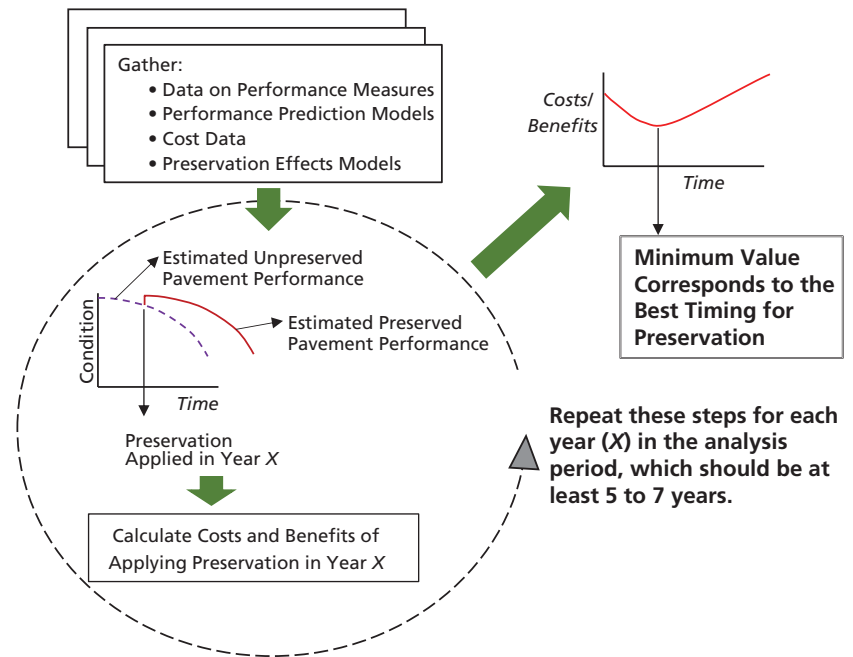 Gather:
• Data on Performance Measures
• Performance Prediction Models
• Cost Data
• Preservation Effects Models
Estimated Unpreserved
Pavement Performance
Condition
Estimated Preserved
Pavement Performance
Time
Preservation
Applied in Year X
Calculate Costs and Benefits of
Applying Preservation in Year X
Costs/
Benefits
Time
Minimum Value
Corresponds to the
Best Timing for
Preservation
Repeat these steps for each
year (X) in the analysis
period, which should be at
least 5 to 7 years.